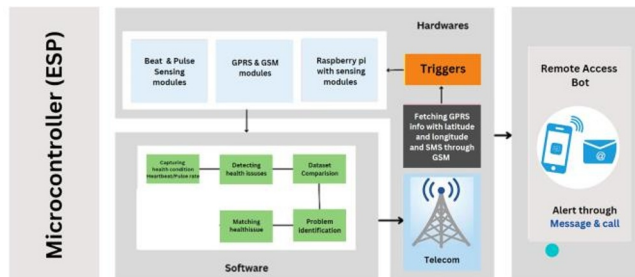 Microcontroller (ESP)
Hardwares
Beat & Pulse
Sensing
modules
GPRS & GSM
modules
Raspberry pi
with sensing
modules
Triggers
Fetching GPRS
info with latitude
and longitude
and SMS through
GSM
Telecom
Capturing
health condition
Heartbeat/Pulse rate
Detecting
health issuses
Dataset
Comparision
Matching
healthissue
Problem
identification
Software
Remote Access
Bot
@
Alert through
Message & call